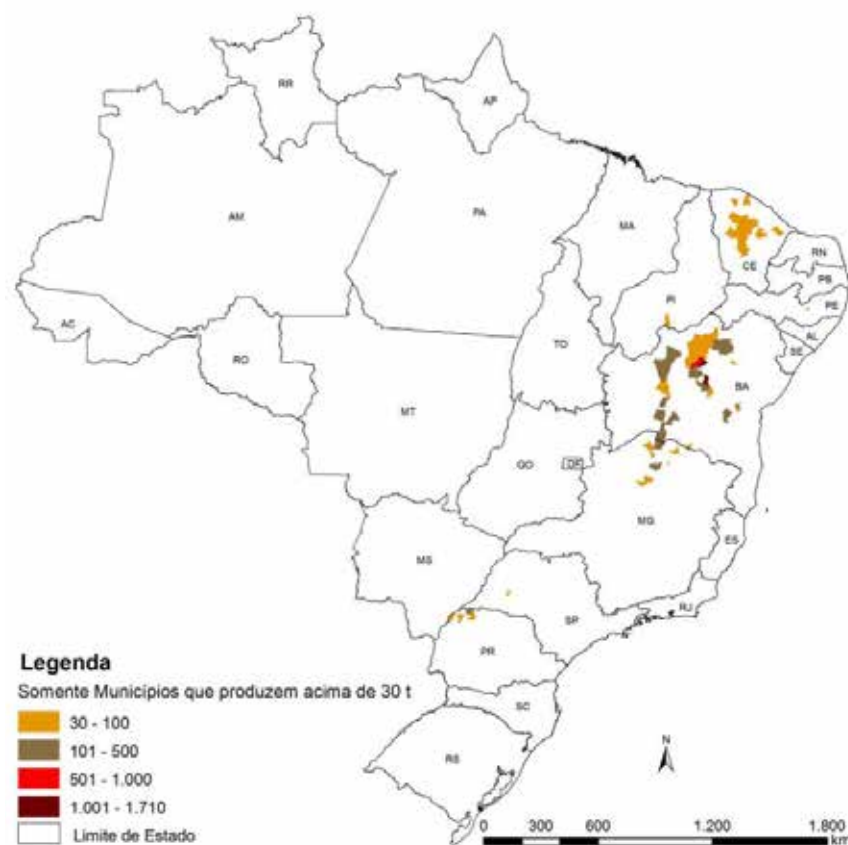 RR
AP
AM
PA
MA
CE
RN
PB
PE
PI
AL
SE
AC
RO
TO
BA
MT
GO
DF
MG
ES
MS
SP
RJ
PR
SC
RS
N
Legenda
Somente Municípios que produzem acima de 30 t
30 - 100
101 - 500
501 - 1.000
1.001 - 1.710
Limite de Estado
0 300 600 1.200 1.800
km